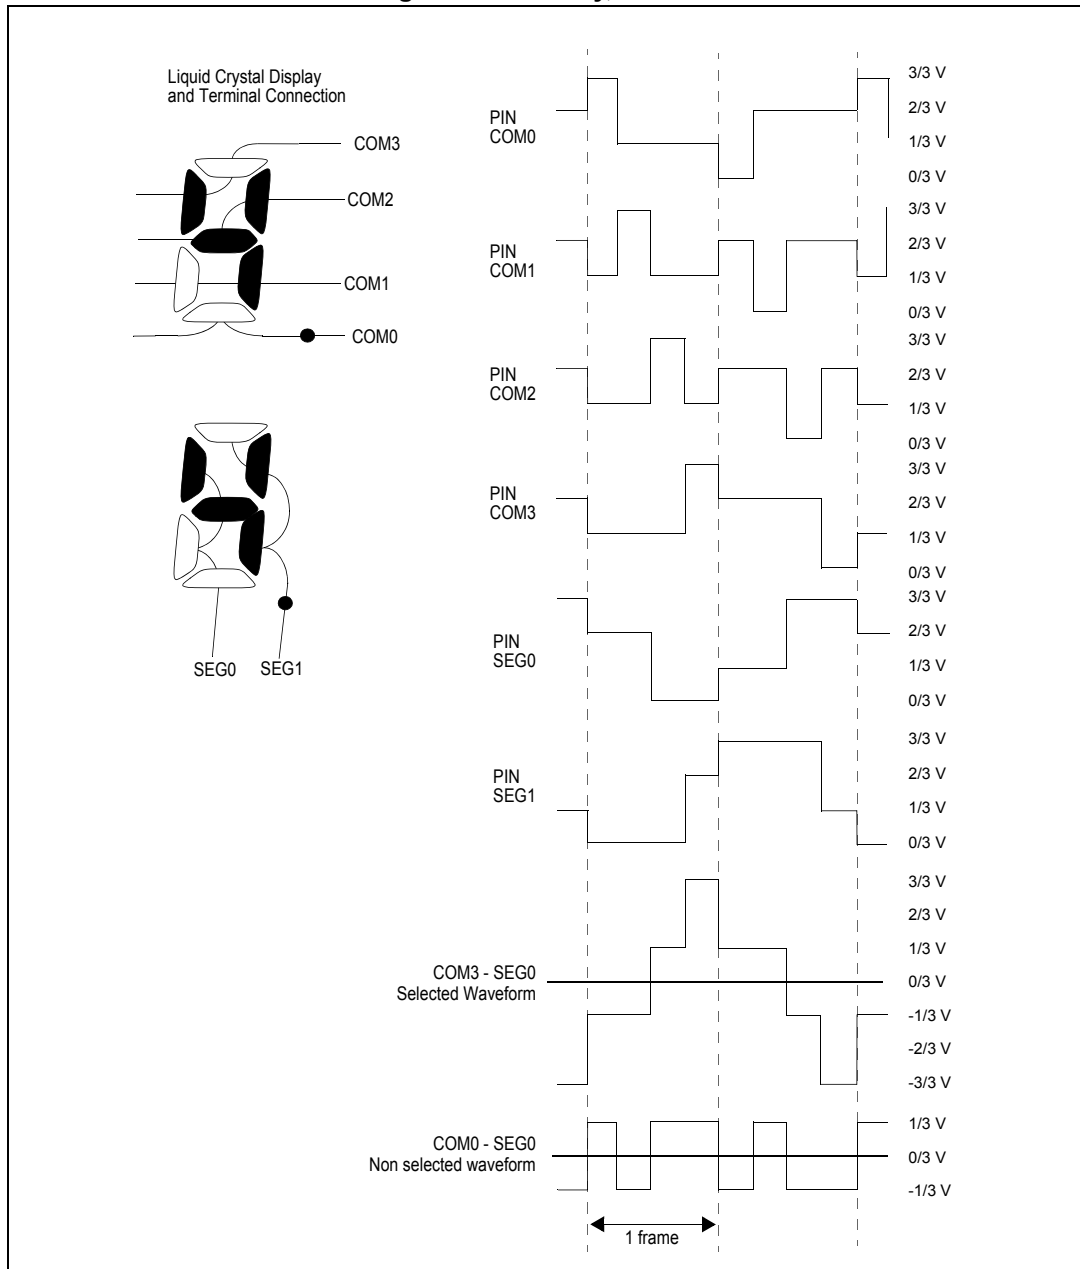 Liquid Crystal Display
and Terminal Connection
COM3
COM2
COM1
COM0
SEG0
SEG1
PIN
COM0
3/3 V
2/3 V
1/3 V
0/3 V
PIN
COM1
3/3 V
2/3 V
1/3 V
0/3 V
PIN
COM2
3/3 V
2/3 V
1/3 V
0/3 V
PIN
COM3
3/3 V
2/3 V
1/3 V
0/3 V
PIN
SEG0
3/3 V
2/3 V
1/3 V
0/3 V
PIN
SEG1
3/3 V
2/3 V
1/3 V
0/3 V
COM3 - SEG0
Selected Waveform
3/3 V
2/3 V
1/3 V
0/3 V
-1/3 V
-2/3 V
-3/3 V
COM0 - SEG0
Non selected waveform
1/3 V
0/3 V
-1/3 V
1 frame